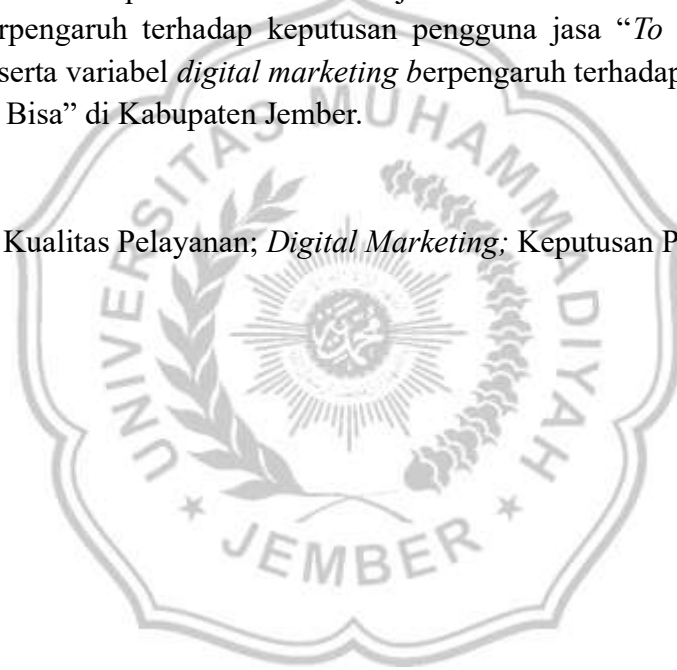 rpengaruh terhadap keputusan pengguna jasa “To
serta variabel digital marketing berpengaruh terhadap
Bisa” di Kabupaten Jember.
Kualitas Pelayanan; Digital Marketing; Keputusan P
UNIVERSITAS MUHAMMADIYAH
JEMBER